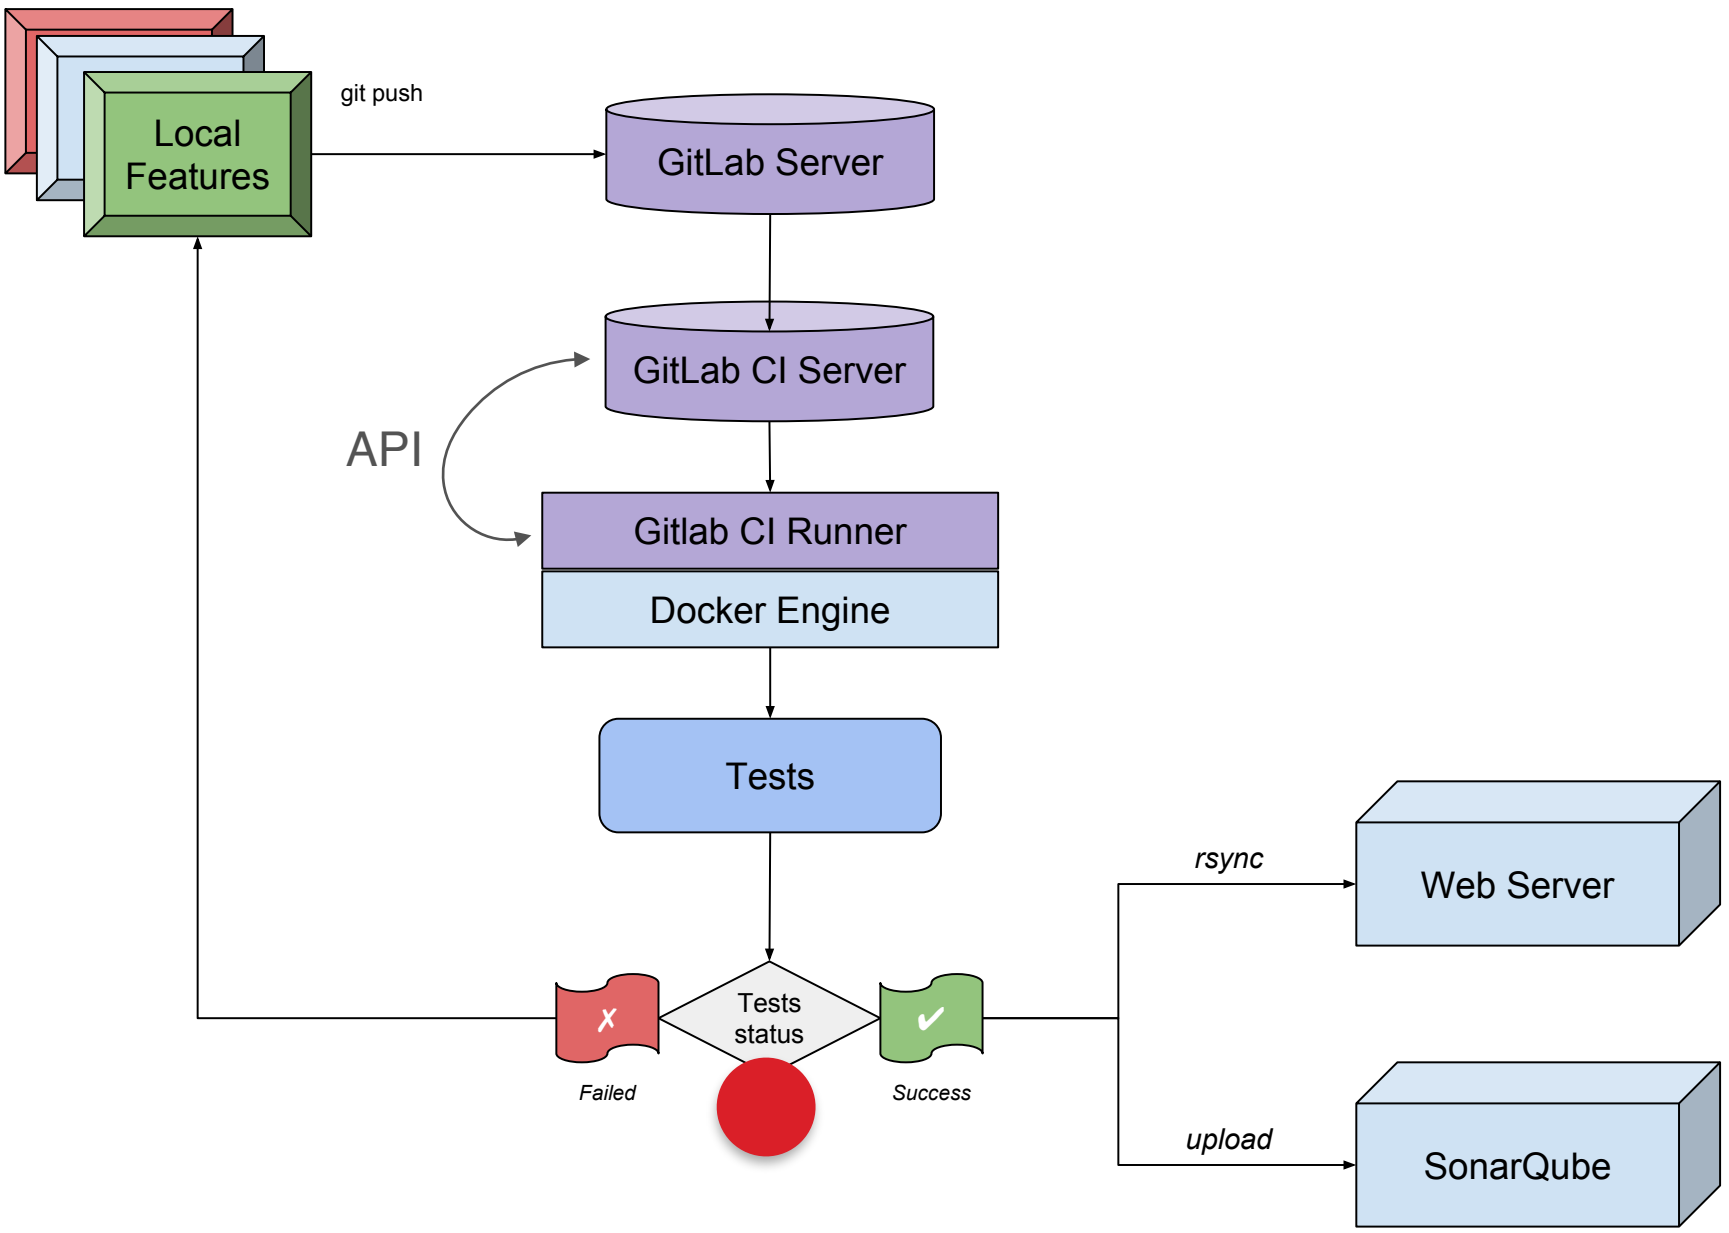 Local
Features
git push
GitLab Server
GitLab CI Server
API
Gitlab CI Runner
Docker Engine
Tests
rsync
Web Server
✗
Tests
status
✔
Failed
Success
upload
SonarQube